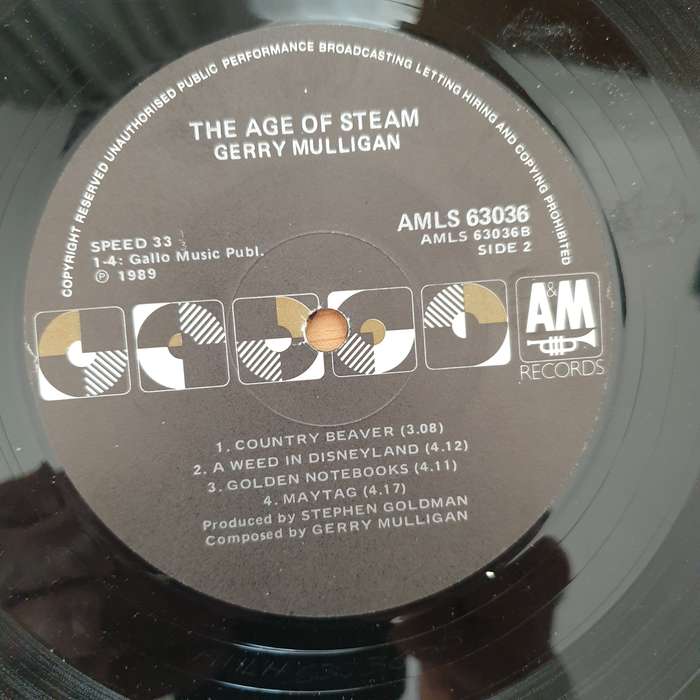 COPYRIGHT RESERVED UNAUTHORISED PUBLIC PERFORMANCE BROADCASTING LETTING HIRING AND COPYING PROHIBITED
THE AGE OF STEAM
GERRY MULLIGAN
AMLS 63036
AMLS 63036B
SIDE 2
SPEED 33
1-4: Gallo Music Publ.
Ⓟ 1989
A&M
RECORDS
1. COUNTRY BEAVER (3.08)
2. A WEED IN DISNEYLAND (4.12)
3. GOLDEN NOTEBOOKS (4.11)
4. MAYTAG (4.17)
Produced by STEPHEN GOLDMAN
Composed by GERRY MULLIGAN